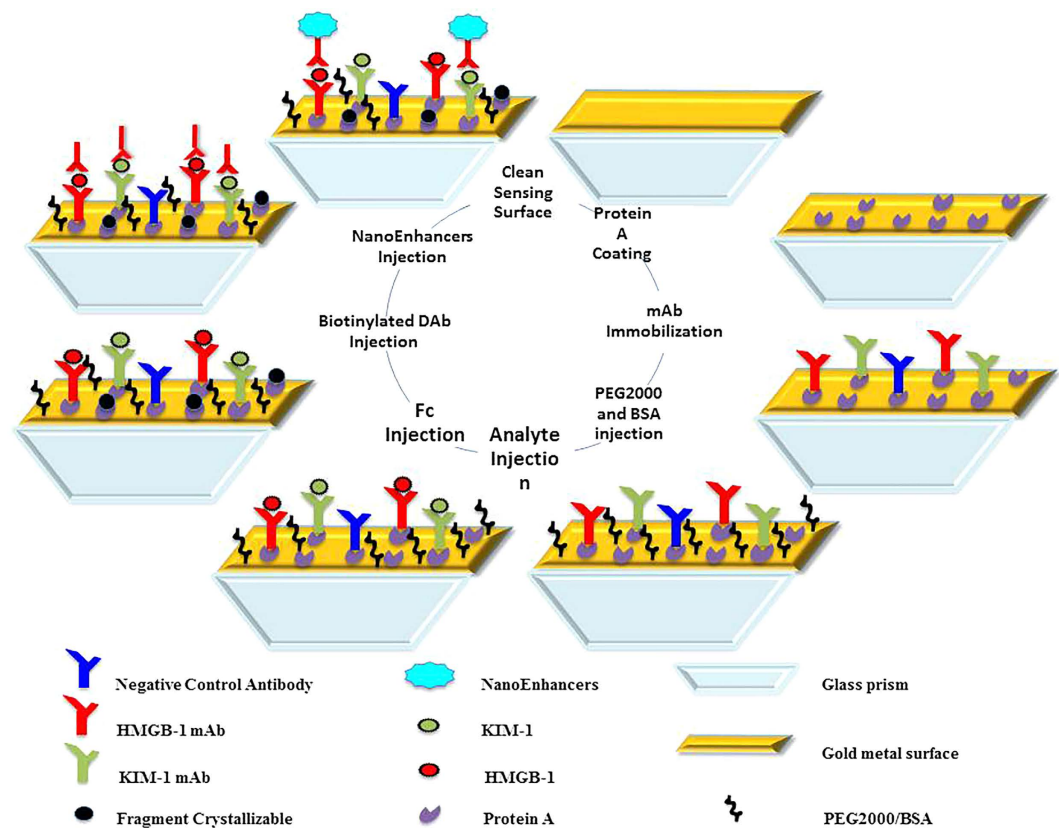 Clean
Sensing
Surface
Protein
A
Coating
mAb
Immobilization
PEG2000
and BSA
injection
Analyte
Injectio
n
Fc
Injection
Biotinylated DAb
Injection
NanoEnhancers
Injection
Negative Control Antibody
HMGB-1 mAb
KIM-1 mAb
Fragment Crystallizable
NanoEnhancers
KIM-1
HMGB-1
Protein A
Glass prism
Gold metal surface
PEG2000/BSA